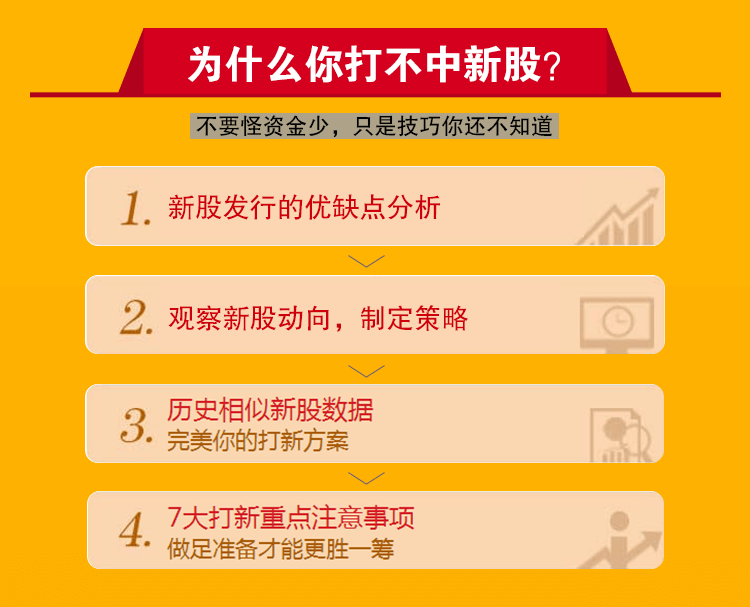 为什么你打不中新股?
不要怪资金少，只是技巧你还不知道
1. 新股发行的优缺点分析
2. 观察新股动向，制定策略
3. 历史相似新股数据
完美你的打新方案
4. 7大打新重点注意事项
做足准备才能更胜一筹